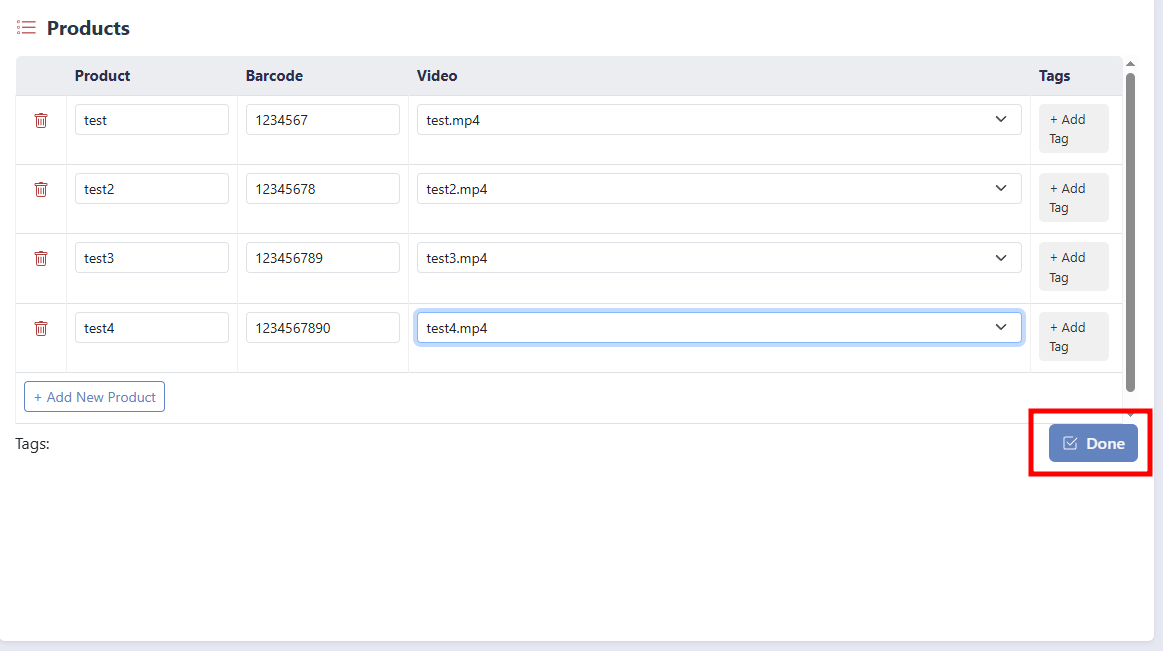 Products
Product Barcode Video Tags
test 1234567 test.mp4 + Add
Tag
test2 12345678 test2.mp4 + Add
Tag
test3 123456789 test3.mp4 + Add
Tag
test4 1234567890 test4.mp4 + Add
Tag
+ Add New Product
Tags: Done